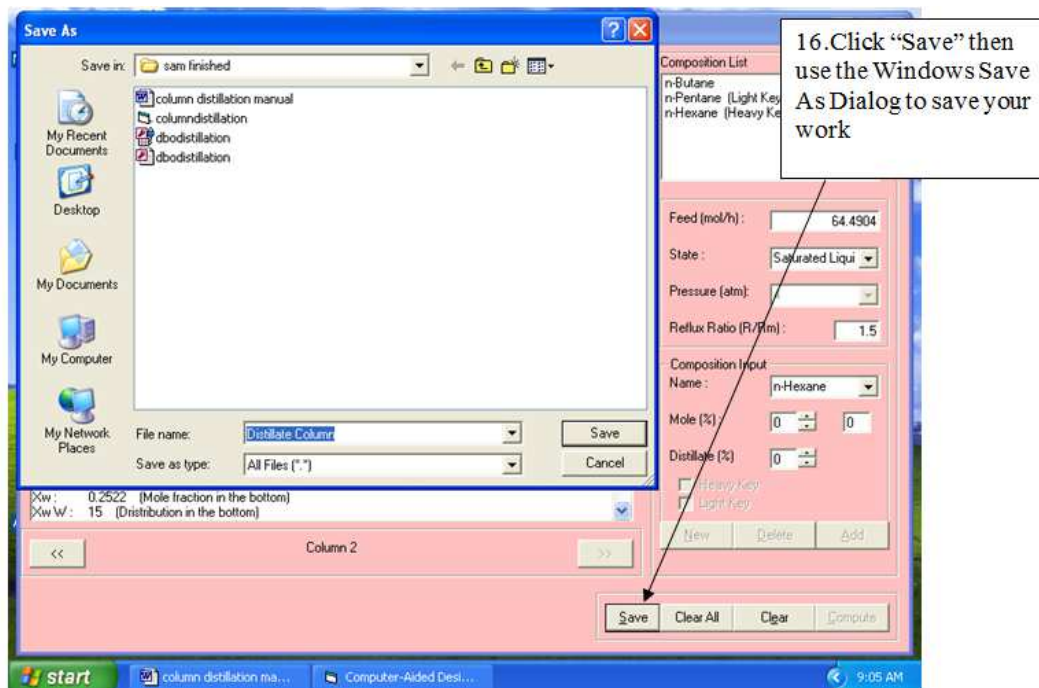 Save As
Save in:
sam finished
My Recent
Documents
Desktop
My Documents
My Computer
My Network
Places
column distillation manual
columndistillation
dbodistillation
dbodistillation
File name:
Distillate Column
Save
Save as type:
All Files (".")
Cancel
16.Click “Save” then
use the Windows Save
As Dialog to save your
work
Composition List
n-Butane
n-Pentane (Light Key
n-Hexane (Heavy Ke
Feed (mol/h) :
64.4904
State :
Saturated Liqui
Pressure (atm):
Reflux Ratio (R/Rm) :
1.5
Composition Input
Name :
n-Hexane
Mole (%) :
0
0
Distillate (%)
0
Heavy Key
Light Key
New
Delete
Add
Xw : 0.2522 (Mole fraction in the bottom)
Xw W : 15 (Distribution in the bottom)
<<
Column 2
>>
Save
Clear All
Clear
Compute
start
column distillation ma...
Computer-Aided Desi...
9:05 AM